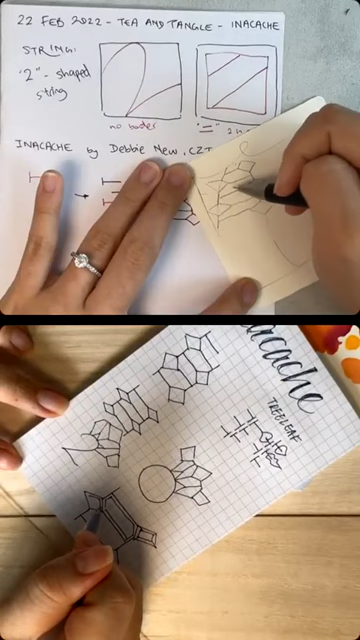 22 FEB 2022 - TEA AND TANGLE - INACACHE
STRING:
"2" - shaped
string
no border
"="
INACACHE by Debbie New, CZT
inacache
TREELEAF